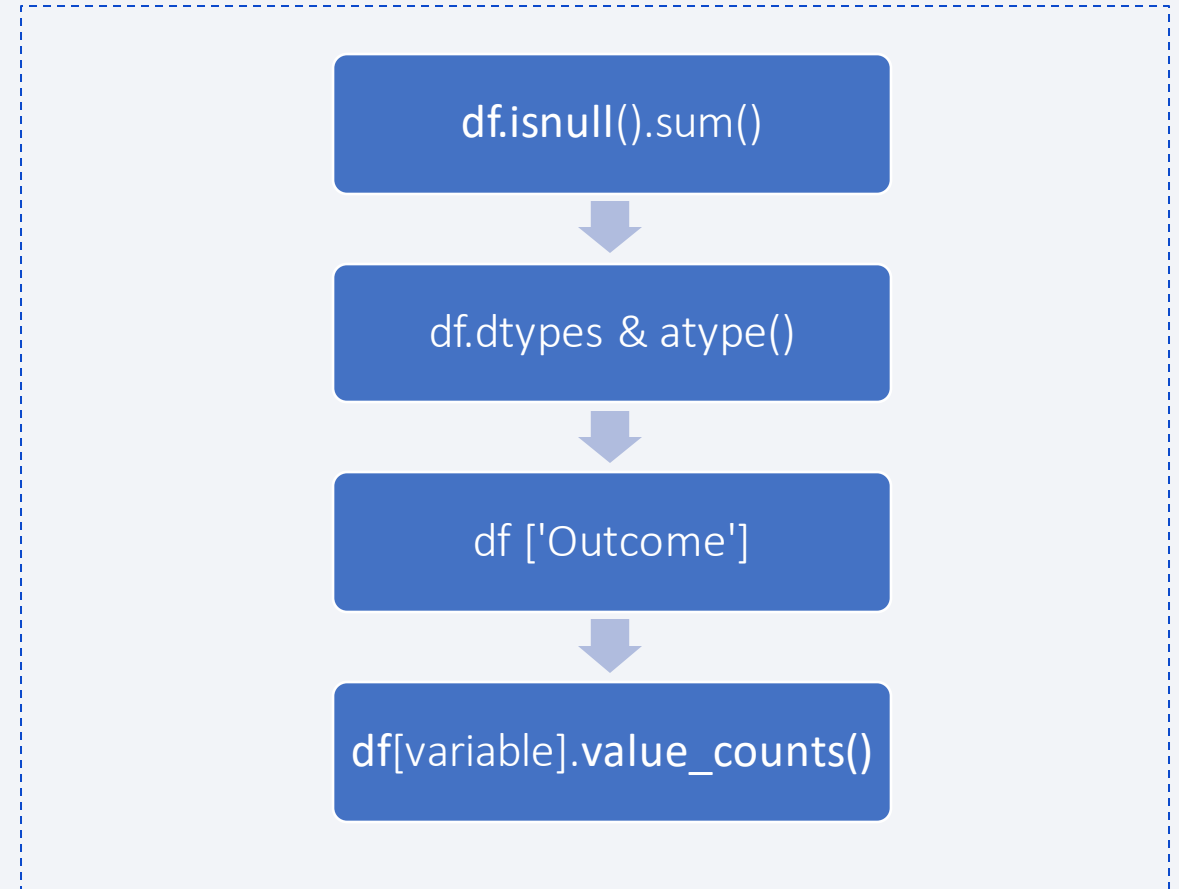 df.isnull().sum()
df.dtypes & atype()
df ['Outcome']
df[variable].value_counts()